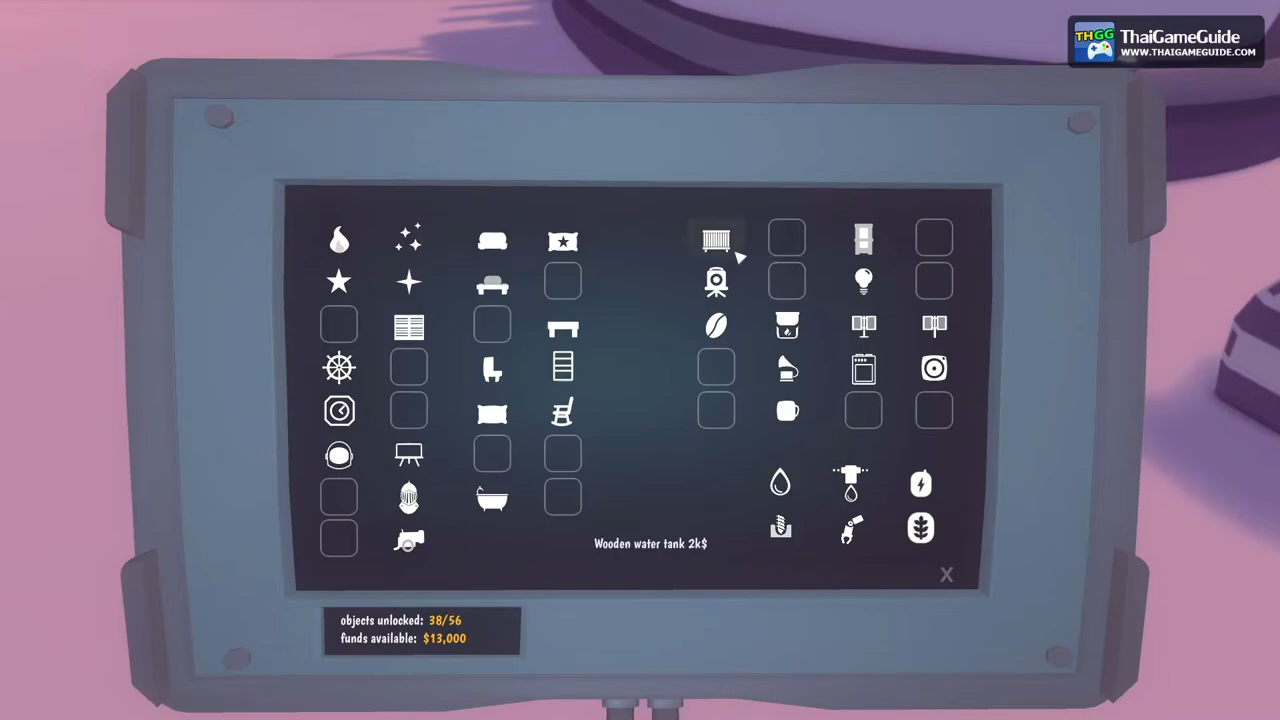 THGG
ThaiGameGuide
WWW.THAIGAMEGUIDE.COM
Wooden water tank 2k$
X
objects unlocked: 38/56
funds available: $13,000